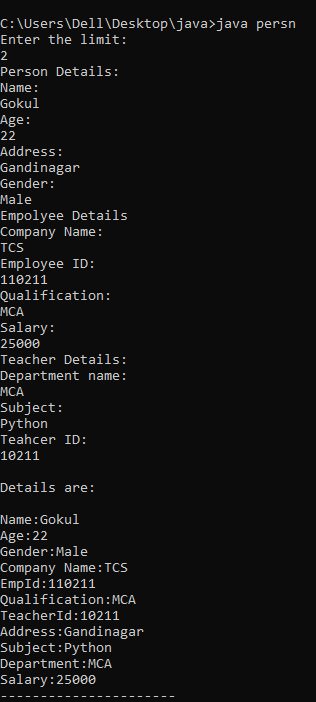 C:\Users\Dell\Desktop\java>java persn
Enter the limit:
2
Person Details:
Name:
Gokul
Age:
22
Address:
Gandinagar
Gender:
Male
Empolyee Details
Company Name:
TCS
Employee ID:
110211
Qualification:
MCA
Salary:
25000
Teacher Details:
Department name:
MCA
Subject:
Python
Teahcer ID:
10211
Details are:
Name:Gokul
Age:22
Gender:Male
Company Name:TCS
EmpId:110211
Qualification:MCA
TeacherId:10211
Address:Gandinagar
Subject:Python
Department:MCA
Salary:25000
----------------------